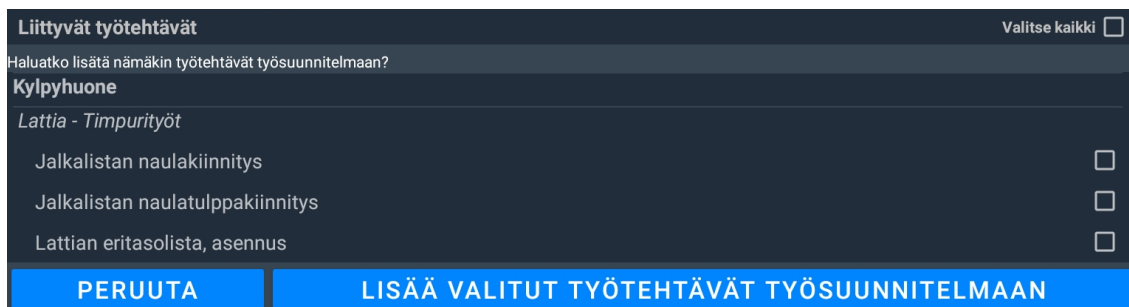 Liittyvät työtehtävät Valitse kaikki
Haluatko lisätä nämäkin työtehtävät työsuunnitelmaan?
Kylpyhuone
Lattia - Timpurityöt
Jalkalistan naulakiinnitys
Jalkalistan naulatulppakiinnitys
Lattian eritasolista, asennus
PERUUTA LISÄÄ VALITUT TYÖTEHTÄVÄT TYÖSUUNNITELMAAN